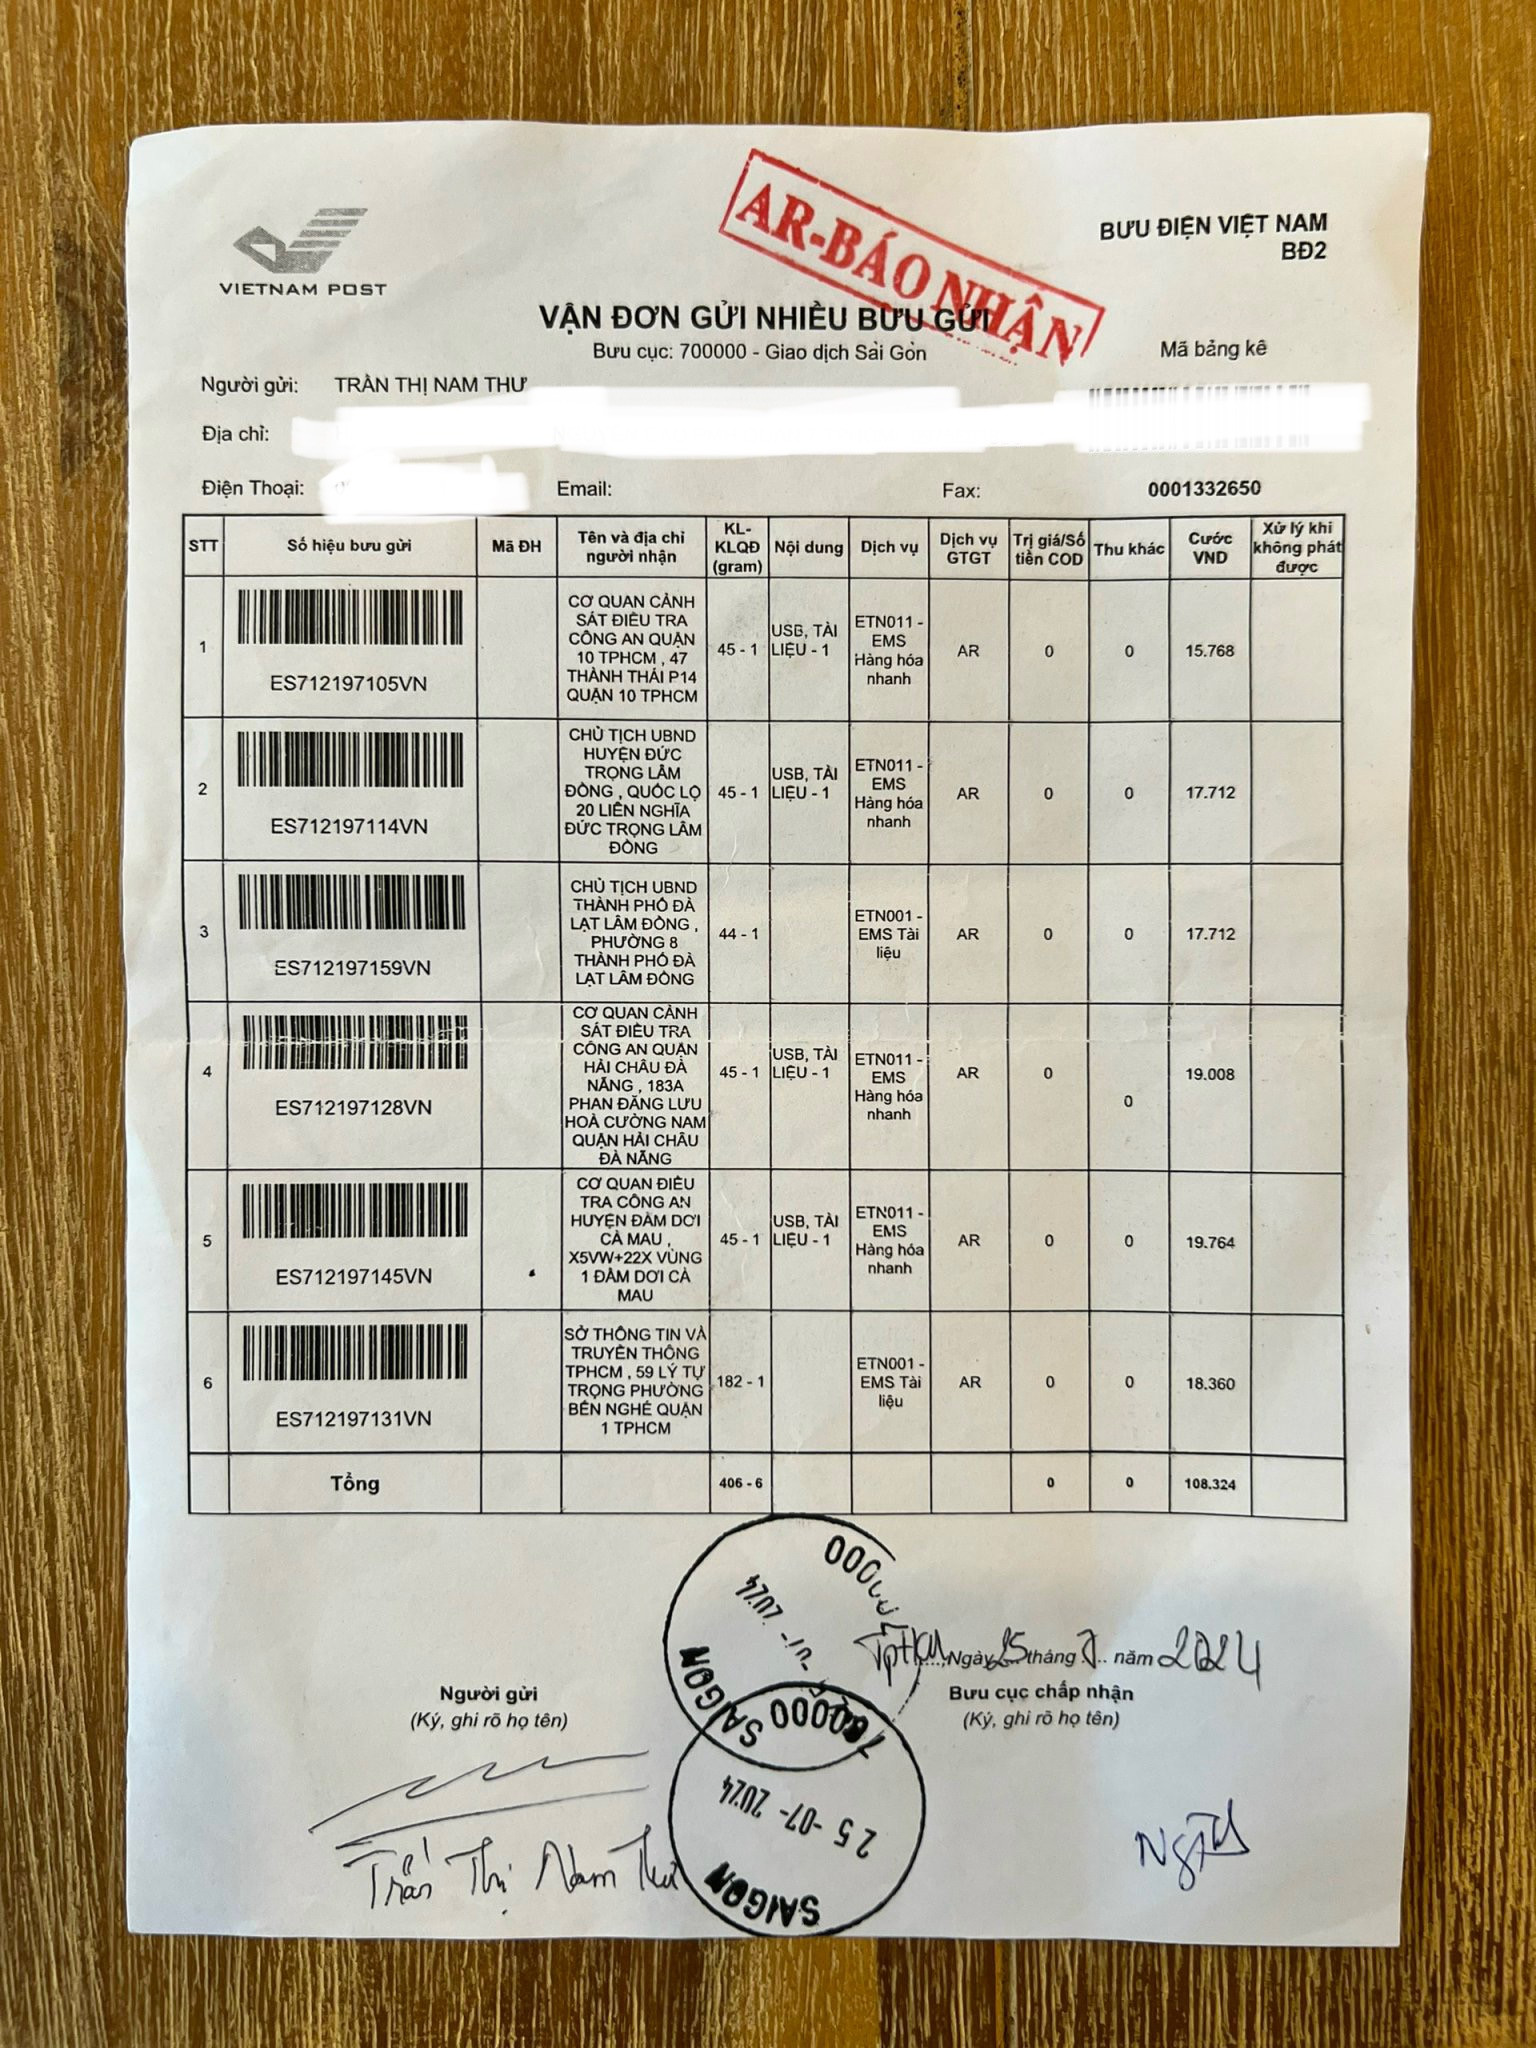 VIETNAM POST
AR-BÁO NHẬN
BƯU ĐIỆN VIỆT NAM
BĐ2
VẬN ĐƠN GỬI NHIỀU BƯU GỬI
Bưu cục: 700000 - Giao dịch Sài Gòn
Mã bảng kê
Người gửi: TRẦN THỊ NAM THƯ
Địa chỉ:
Điện Thoại: Email: Fax: 0001332650
STT Số hiệu bưu gửi Mã ĐH Tên và địa chỉ người nhận KL-KLQĐ (gram) Nội dung Dịch vụ Dịch vụ GTGT Trị giá/Số tiền COD Thu khác Cước VND Xử lý khi không phát được
1 ES712197105VN
CƠ QUAN CẢNH
SÁT ĐIỀU TRA
CÔNG AN QUẬN
10 TPHCM , 47
THÀNH THÁI P14
QUẬN 10 TPHCM
45 - 1
USB, TÀI
LIỆU - 1
ETN011 -
EMS
Hàng hóa
nhanh
AR 0 0 15.768
2 ES712197114VN
CHỦ TỊCH UBND
HUYỆN ĐỨC
TRỌNG LÂM
ĐỒNG , QUỐC LỘ
20 LIÊN NGHĨA
ĐỨC TRỌNG LÂM
ĐỒNG
45 - 1
USB, TÀI
LIỆU - 1
ETN011 -
EMS
Hàng hóa
nhanh
AR 0 0 17.712
3 ES712197159VN
CHỦ TỊCH UBND
THÀNH PHỐ ĐÀ
LẠT LÂM ĐỒNG ,
PHƯỜNG 8
THÀNH PHỐ ĐÀ
LẠT LÂM ĐỒNG
44 - 1
ETN001 -
EMS Tài
liệu
AR 0 0 17.712
4 ES712197128VN
CƠ QUAN CẢNH
SÁT ĐIỀU TRA
CÔNG AN QUẬN
HẢI CHÂU ĐÀ
NẴNG , 183A
PHAN ĐĂNG LƯU
HOÀ CƯỜNG NAM
QUẬN HẢI CHÂU
ĐÀ NẴNG
45 - 1
USB, TÀI
LIỆU - 1
ETN011 -
EMS
Hàng hóa
nhanh
AR 0 0 19.008
5 ES712197145VN
CƠ QUAN ĐIỀU
TRA CÔNG AN
HUYỆN ĐẦM DƠI
CÀ MAU ,
X5VW+22X VÙNG
1 ĐẦM DƠI CÀ
MAU
45 - 1
USB, TÀI
LIỆU - 1
ETN011 -
EMS
Hàng hóa
nhanh
AR 0 0 19.764
6 ES712197131VN
SỞ THÔNG TIN VÀ
TRUYỀN THÔNG
TPHCM , 59 LÝ TỰ
TRỌNG PHƯỜNG
BẾN NGHÉ QUẬN
1 TPHCM
182 - 1
ETN001 -
EMS Tài
liệu
AR 0 0 18.360
Tổng 406 - 6 0 0 108.324
TpHCM, Ngày 25 tháng 7 năm 2024
Người gửi
(Ký, ghi rõ họ tên)
Bưu cục chấp nhận
(Ký, ghi rõ họ tên)
Trần Thị Nam Thư
2024
SAIGON
700000
25-07-2024
SAIGON